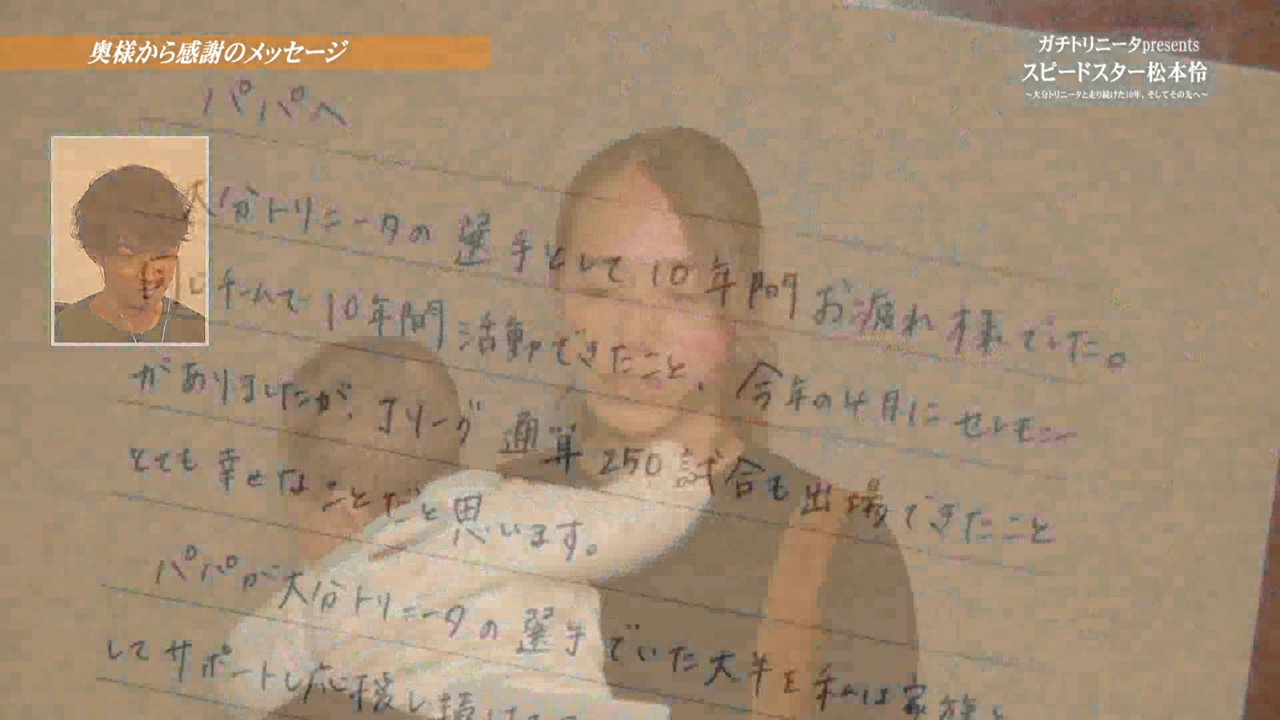 奥様から感謝のメッセージ
ガチトリニータpresents
スピードスター松本怜
～大分トリニータと走り続けた10年、そしてその先へ～
パパへ
大分トリニータの選手として10年間お疲れ様でした。
じチームで10年間活動できたこと、今年の4月にセレモニー
がありましたが、Jリーグ通算250試合も出場できたこと
とても幸せなことだと思います。
パパが大分トリニータの選手でいた大半を私は家族と
してサポートし応援し続け